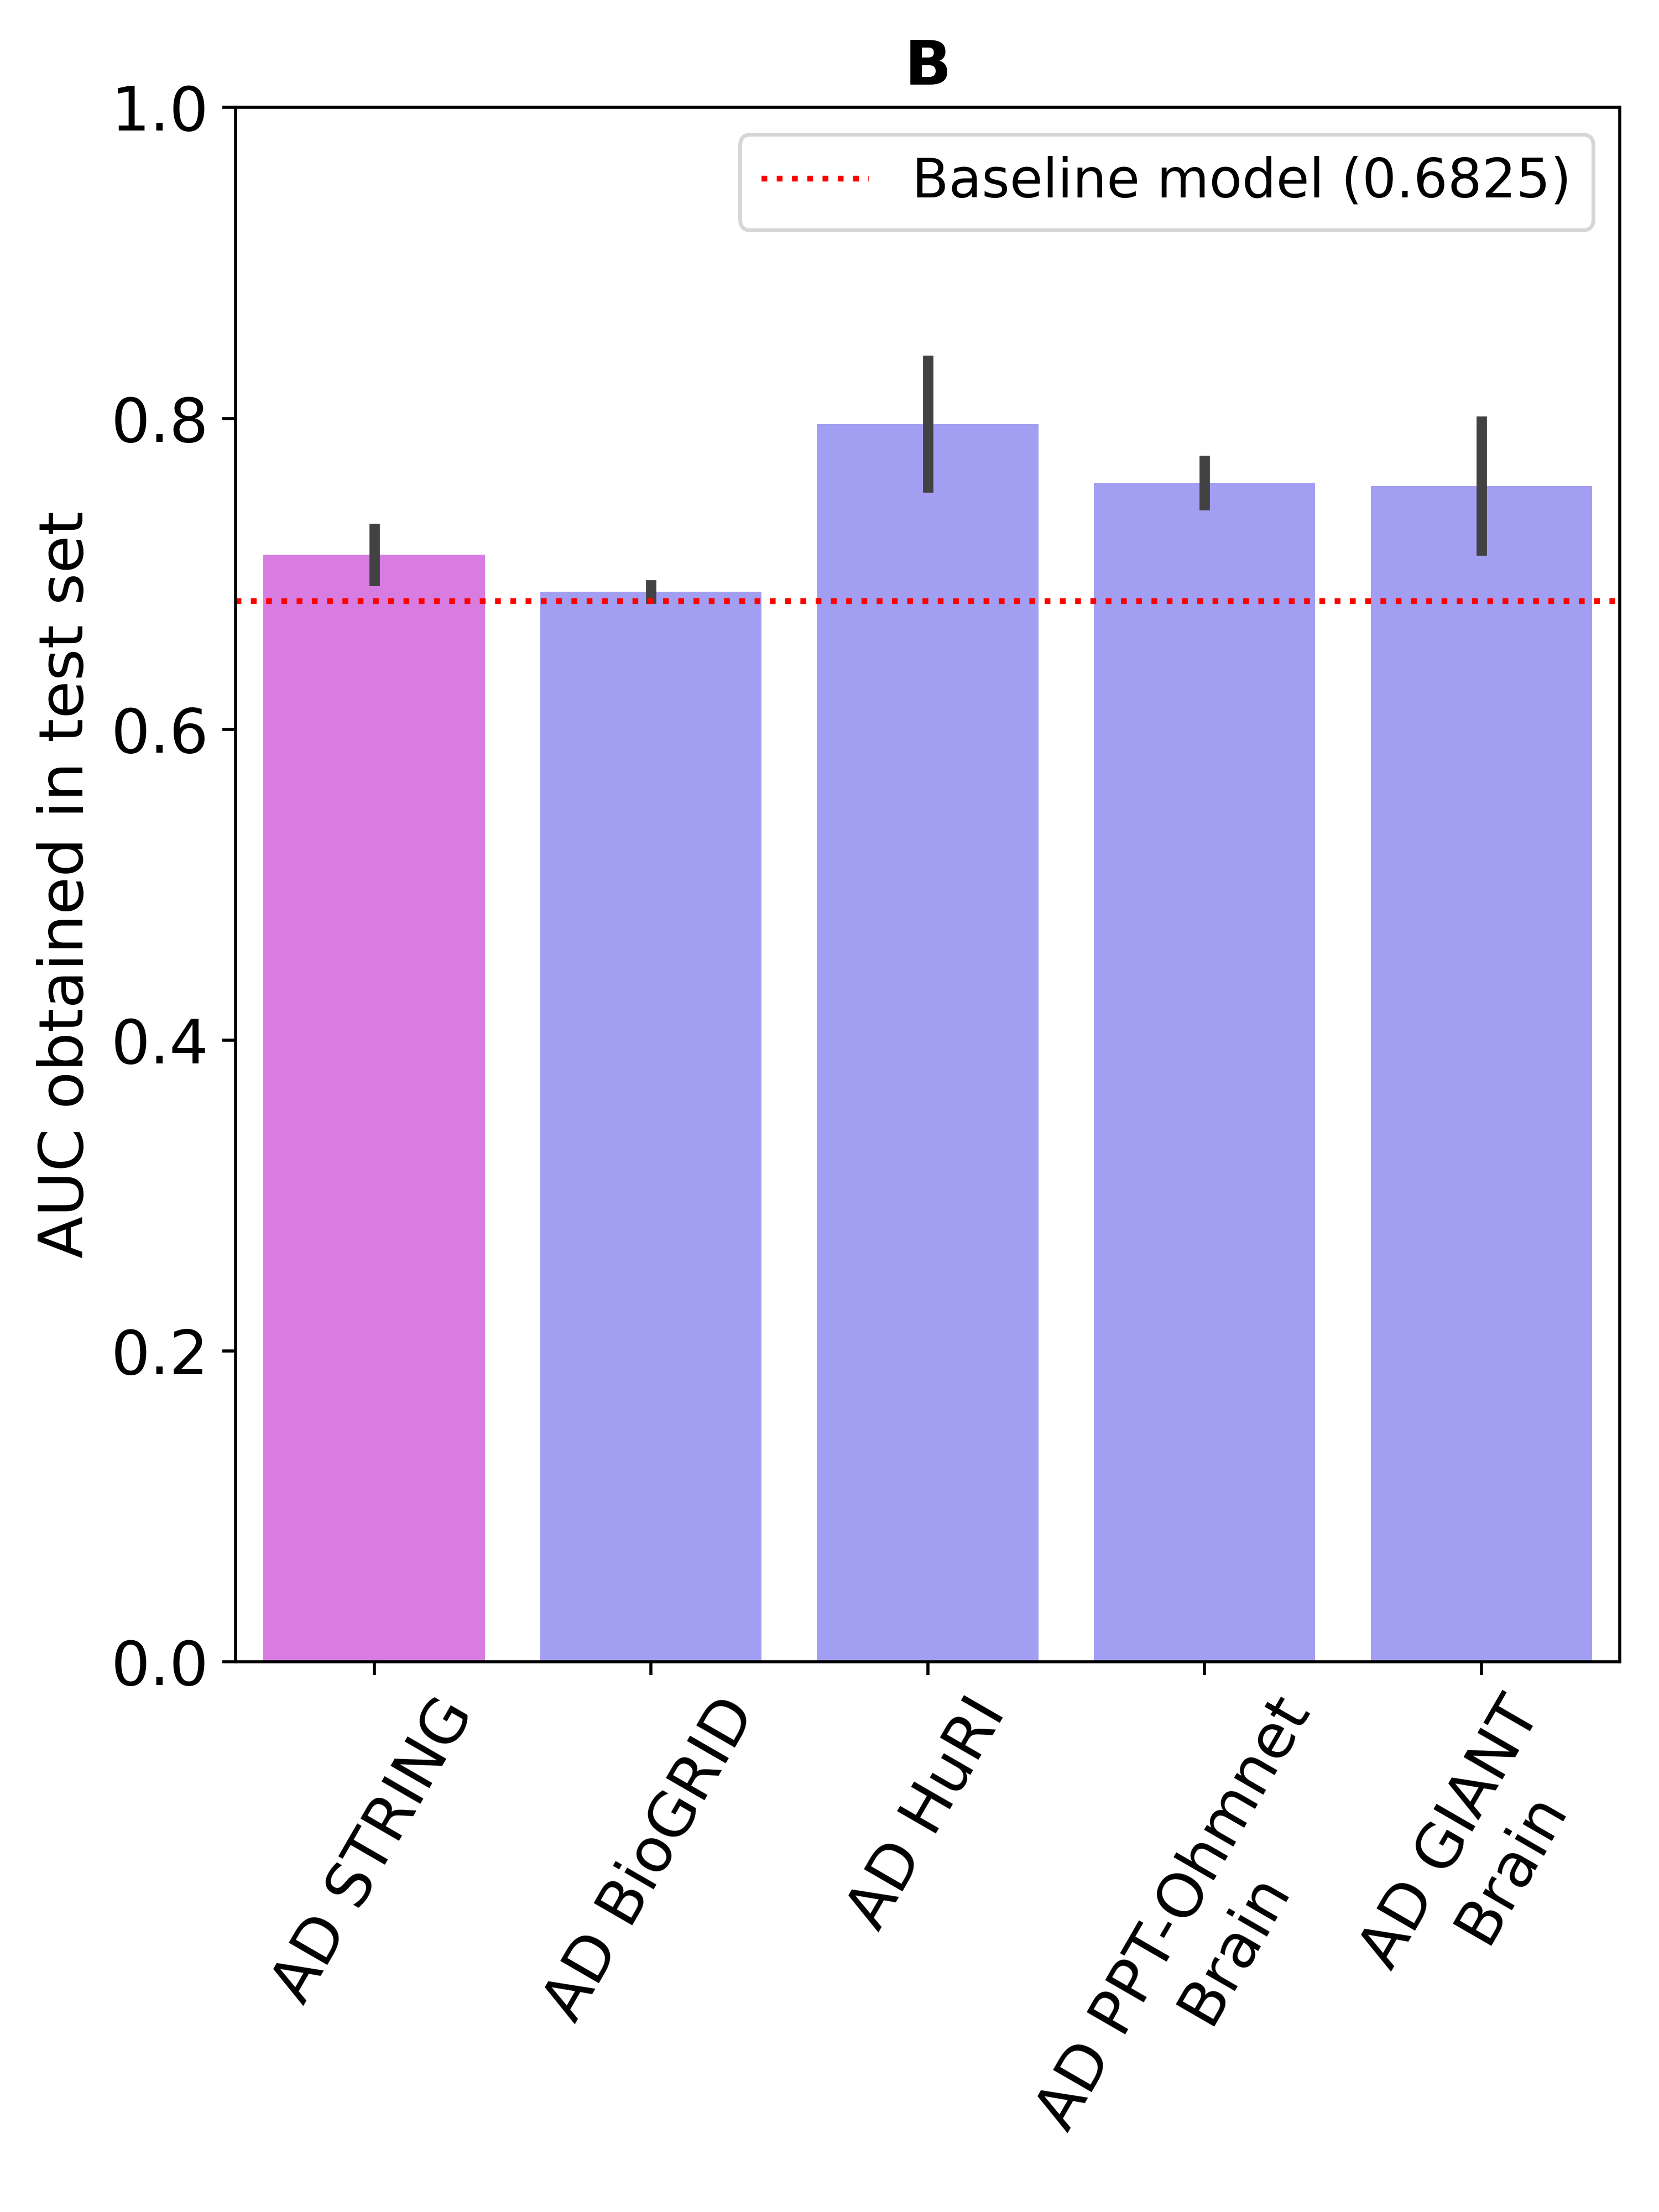 B
Baseline model (0.6825)
AUC obtained in test set
1.0
0.8
0.6
0.4
0.2
0.0
AD STRING
AD BioGRID
AD HuRI
AD PPT-Ohmnet
Brain
AD GIANT
Brain